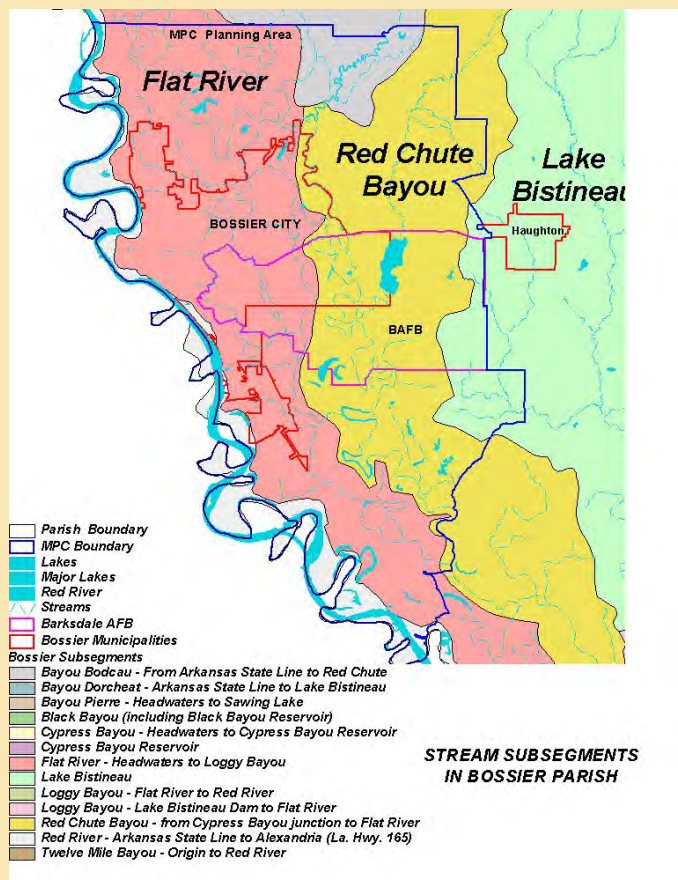 MPC Planning Area
Flat River
Red Chute
Bayou
Lake
Bistineau
BOSSIER CITY
Haughton
BAFB
Parish Boundary
MPC Boundary
Lakes
Major Lakes
Red River
Streams
Barksdale AFB
Bossier Municipalities
Bossier Subsegments
Bayou Bodcau - From Arkansas State Line to Red Chute
Bayou Dorcheat - Arkansas State Line to Lake Bistineau
Bayou Pierre - Headwaters to Sawing Lake
Black Bayou (including Black Bayou Reservoir)
Cypress Bayou - Headwaters to Cypress Bayou Reservoir
Cypress Bayou Reservoir
Flat River - Headwaters to Loggy Bayou
Lake Bistineau
Loggy Bayou - Flat River to Red River
Loggy Bayou - Lake Bistineau Dam to Flat River
Red Chute Bayou - from Cypress Bayou junction to Flat River
Red River - Arkansas State Line to Alexandria (La. Hwy. 165)
Twelve Mile Bayou - Origin to Red River
STREAM SUBSEGMENTS
IN BOSSIER PARISH